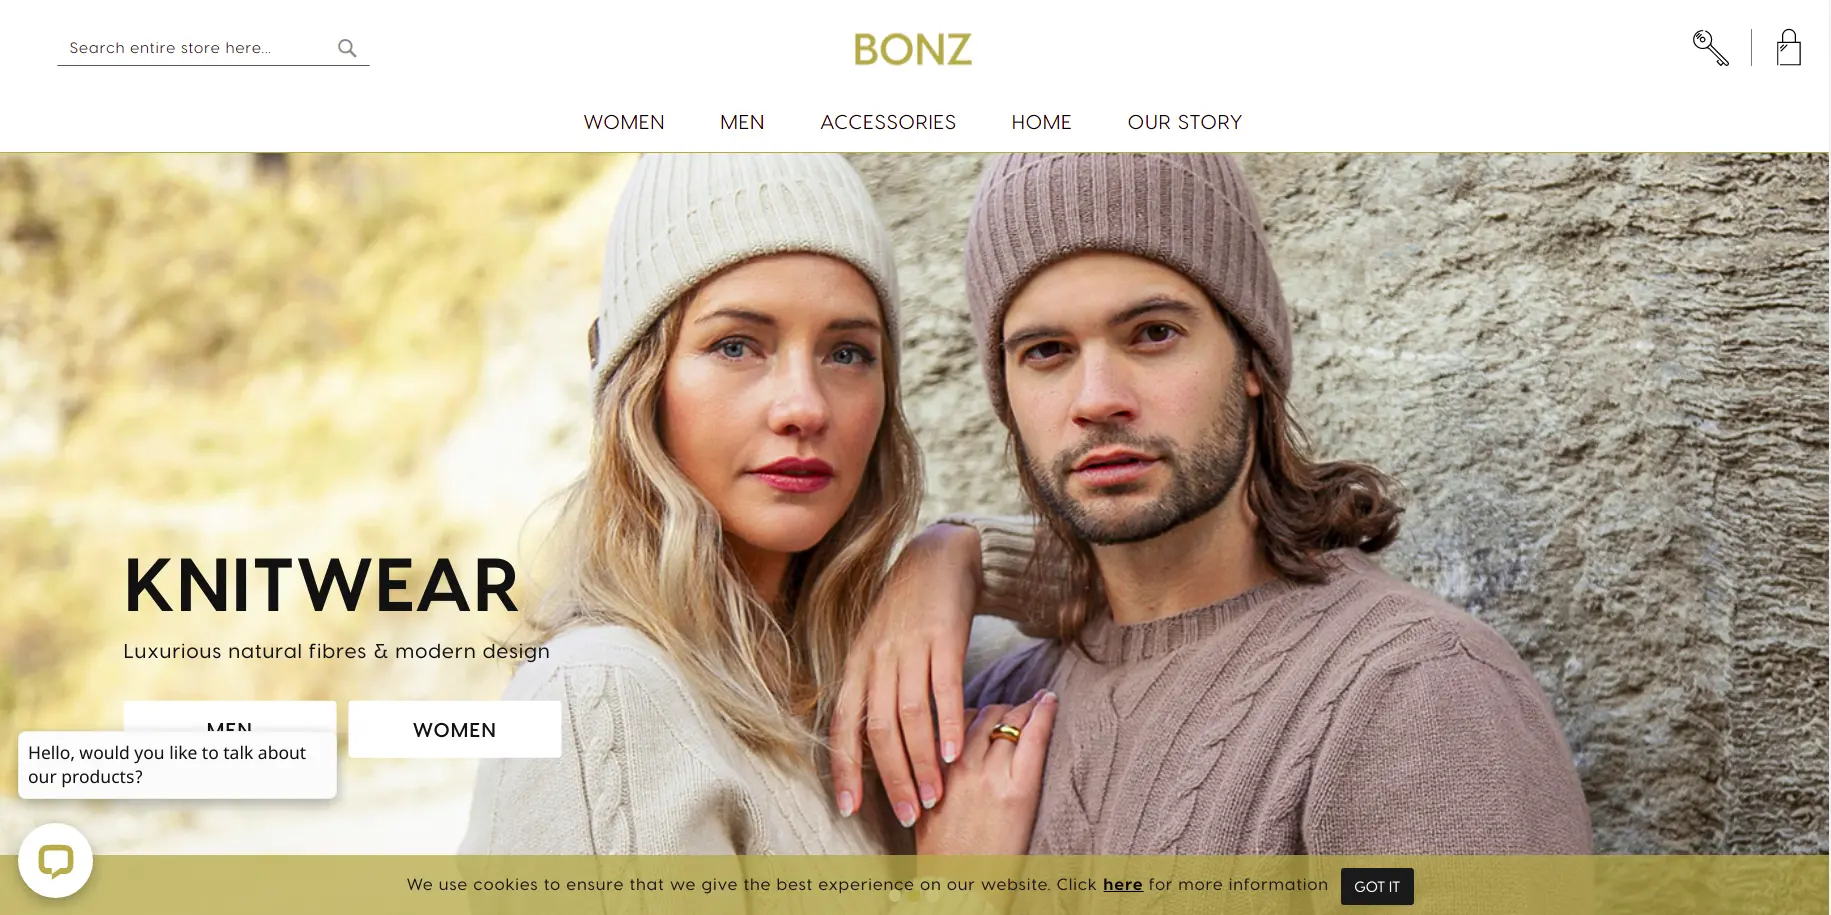 Search entire store here...
BONZ
WOMEN MEN ACCESSORIES HOME OUR STORY
KNITWEAR
Luxurious natural fibres & modern design
MEN WOMEN
Hello, would you like to talk about
our products?
We use cookies to ensure that we give the best experience on our website. Click here for more information GOT IT